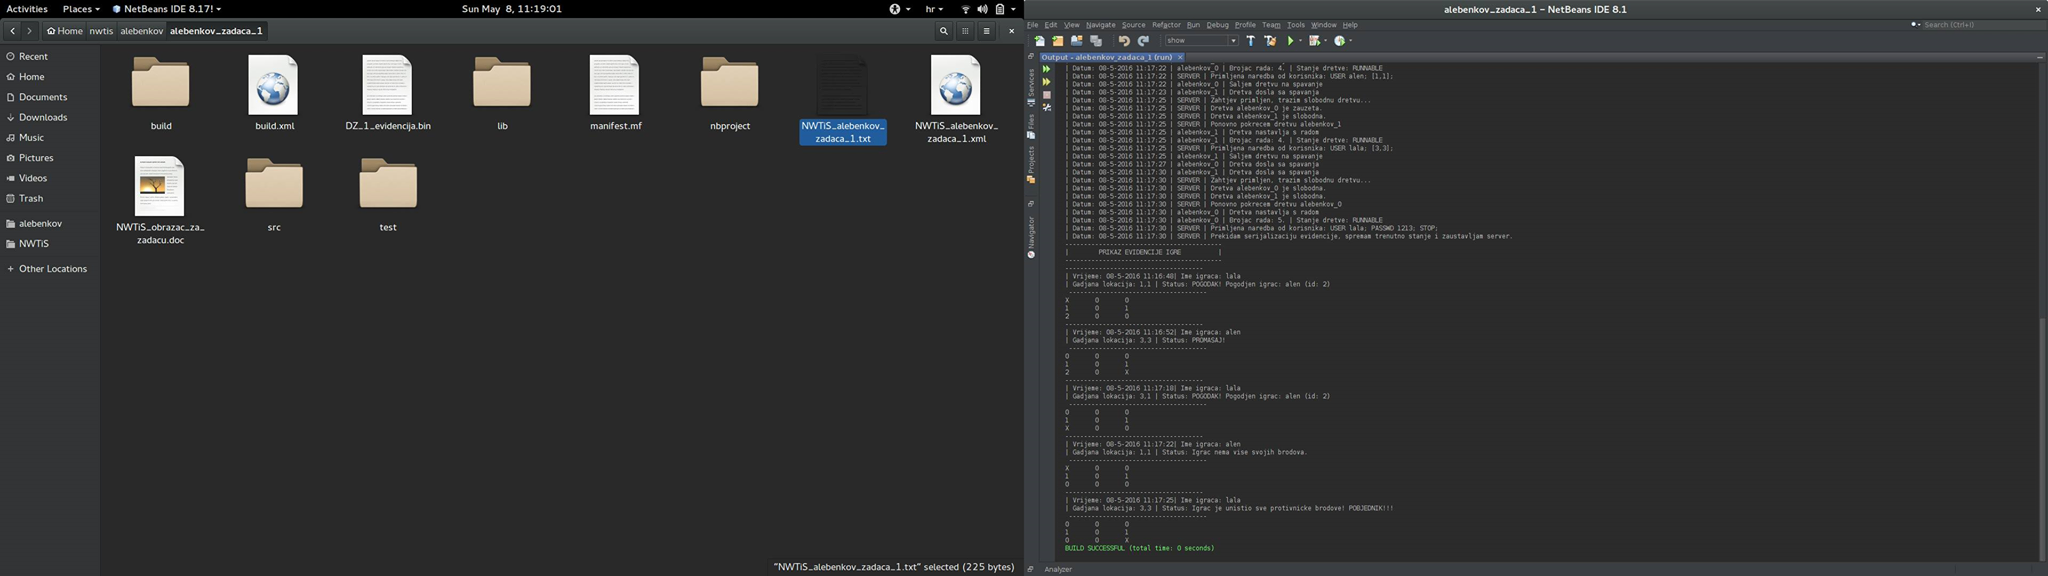 Activities Places NetBeans IDE 8.1?! Sun May 8, 11:19:01 hr
Home nwtis alebenkov alebenkov_zadaca_1
Recent
Home
Documents
Downloads
Music
Pictures
Videos
Trash
alebenkov
NWTiS
+ Other Locations
build
build.xml
DZ_1_evidencija.bin
lib
manifest.mf
nbproject
NWTiS_alebenkov_
zadaca_1.txt
NWTiS_alebenkov_
zadaca_1.xml
NWTiS_obrazac_za_
zadacu.doc
src
test
"NWTiS_alebenkov_zadaca_1.txt" selected (225 bytes)
alebenkov_zadaca_1 – NetBeans IDE 8.1
File Edit View Navigate Source Refactor Run Debug Profile Team Tools Window Help
Search (Ctrl+I)
show
Output – alebenkov_zadaca_1 (run)
Services
Files
Projects
Navigator
| Datum: 08-5-2016 11:17:22 | alebenkov_0 | Brojac rada: 4. | Stanje dretve: RUNNABLE
| Datum: 08-5-2016 11:17:22 | SERVER | Primljena naredba od korisnika: USER alen; [1,1];
| Datum: 08-5-2016 11:17:22 | alebenkov_0 | Saljem dretvu na spavanje
| Datum: 08-5-2016 11:17:23 | alebenkov_1 | Dretva dosla sa spavanja
| Datum: 08-5-2016 11:17:25 | SERVER | Zahtjev primljen, trazim slobodnu dretvu...
| Datum: 08-5-2016 11:17:25 | SERVER | Dretva alebenkov_0 je zauzeta.
| Datum: 08-5-2016 11:17:25 | SERVER | Dretva alebenkov_1 je slobodna.
| Datum: 08-5-2016 11:17:25 | SERVER | Ponovno pokrecem dretvu alebenkov_1
| Datum: 08-5-2016 11:17:25 | alebenkov_1 | Dretva nastavlja s radom
| Datum: 08-5-2016 11:17:25 | alebenkov_1 | Brojac rada: 4. | Stanje dretve: RUNNABLE
| Datum: 08-5-2016 11:17:25 | SERVER | Primljena naredba od korisnika: USER lala; [3,3];
| Datum: 08-5-2016 11:17:25 | alebenkov_1 | Saljem dretvu na spavanje
| Datum: 08-5-2016 11:17:27 | alebenkov_0 | Dretva dosla sa spavanja
| Datum: 08-5-2016 11:17:30 | alebenkov_1 | Dretva dosla sa spavanja
| Datum: 08-5-2016 11:17:30 | SERVER | Zahtjev primljen, trazim slobodnu dretvu...
| Datum: 08-5-2016 11:17:30 | SERVER | Dretva alebenkov_0 je slobodna.
| Datum: 08-5-2016 11:17:30 | SERVER | Dretva alebenkov_1 je slobodna.
| Datum: 08-5-2016 11:17:30 | SERVER | Ponovno pokrecem dretvu alebenkov_0
| Datum: 08-5-2016 11:17:30 | alebenkov_0 | Dretva nastavlja s radom
| Datum: 08-5-2016 11:17:30 | alebenkov_0 | Brojac rada: 5. | Stanje dretve: RUNNABLE
| Datum: 08-5-2016 11:17:30 | SERVER | Primljena naredba od korisnika: USER lala; PASSWD 1213; STOP;
| Datum: 08-5-2016 11:17:30 | SERVER | Prekidam serijalizaciju evidencije, spremam trenutno stanje i zaustavljam server.
-----------------------------------------
| PRIKAZ EVIDENCIJE IGRE |
-----------------------------------------
------------------------------------
| Vrijeme: 08-5-2016 11:16:48| Ime igraca: lala
| Gadjana lokacija: 1,1 | Status: POGODAK! Pogodjen igrac: alen (id: 2)
------------------------------------
X 0 0
1 0 1
2 0 0
------------------------------------
| Vrijeme: 08-5-2016 11:16:52| Ime igraca: alen
| Gadjana lokacija: 3,3 | Status: PROMASAJ!
------------------------------------
0 0 0
1 0 1
2 0 X
------------------------------------
| Vrijeme: 08-5-2016 11:17:18| Ime igraca: lala
| Gadjana lokacija: 3,1 | Status: POGODAK! Pogodjen igrac: alen (id: 2)
------------------------------------
0 0 0
1 0 1
X 0 0
------------------------------------
| Vrijeme: 08-5-2016 11:17:22| Ime igraca: alen
| Gadjana lokacija: 1,1 | Status: Igrac nema vise svojih brodova.
------------------------------------
X 0 0
1 0 1
0 0 0
------------------------------------
| Vrijeme: 08-5-2016 11:17:25| Ime igraca: lala
| Gadjana lokacija: 3,3 | Status: Igrac je unistio sve protivnicke brodove! POBJEDNIK!!!
------------------------------------
0 0 0
1 0 1
0 0 X
BUILD SUCCESSFUL (total time: 0 seconds)
Analyzer